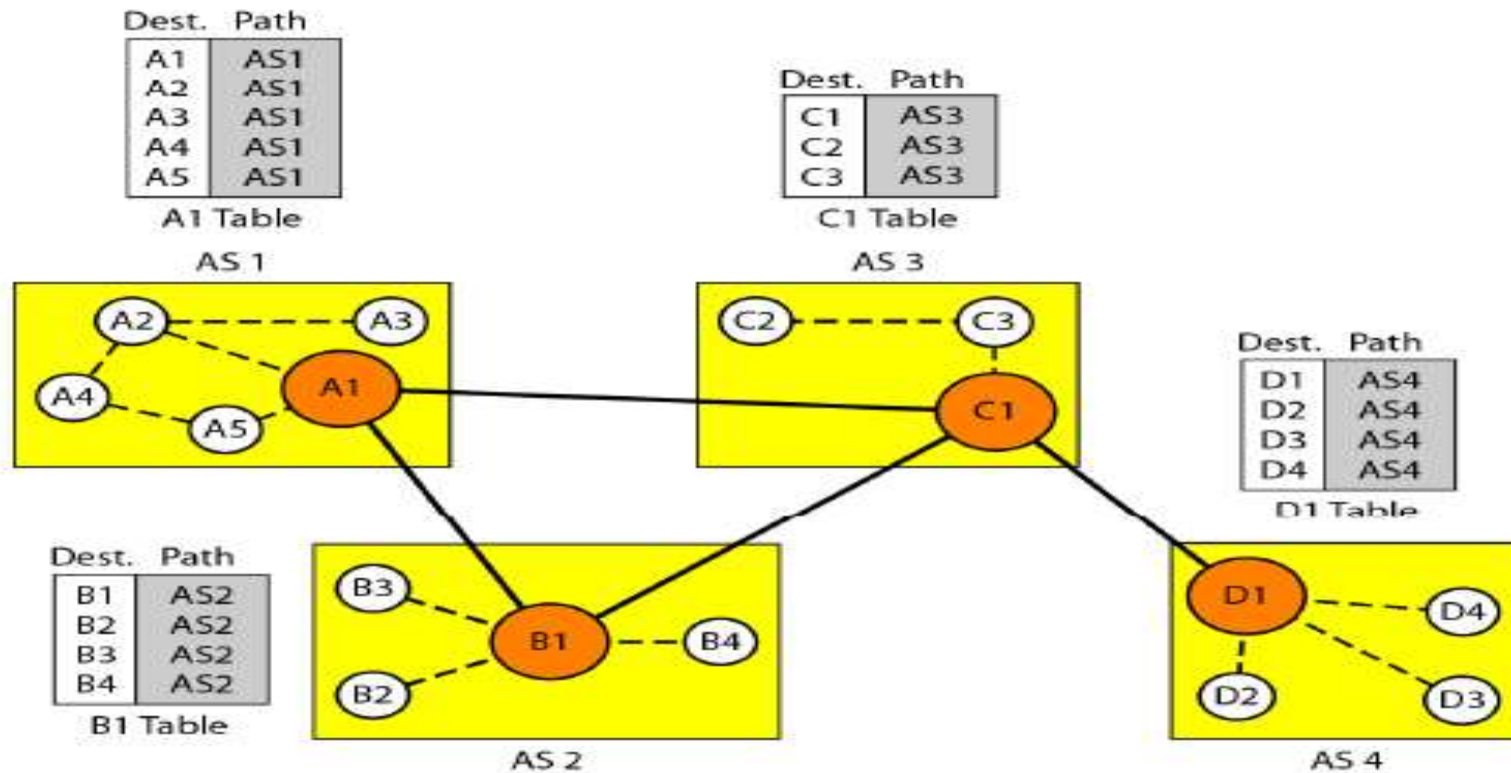 Dest. Path
A1 AS1
A2 AS1
A3 AS1
A4 AS1
A5 AS1
A1 Table
Dest. Path
C1 AS3
C2 AS3
C3 AS3
C1 Table
AS 1
A2
A3
A1
A4
A5
AS 3
C2
C3
C1
Dest. Path
D1 AS4
D2 AS4
D3 AS4
D4 AS4
D1 Table
Dest. Path
B1 AS2
B2 AS2
B3 AS2
B4 AS2
B1 Table
B3
B1
B4
B2
AS 2
D1
D4
D2
D3
AS 4